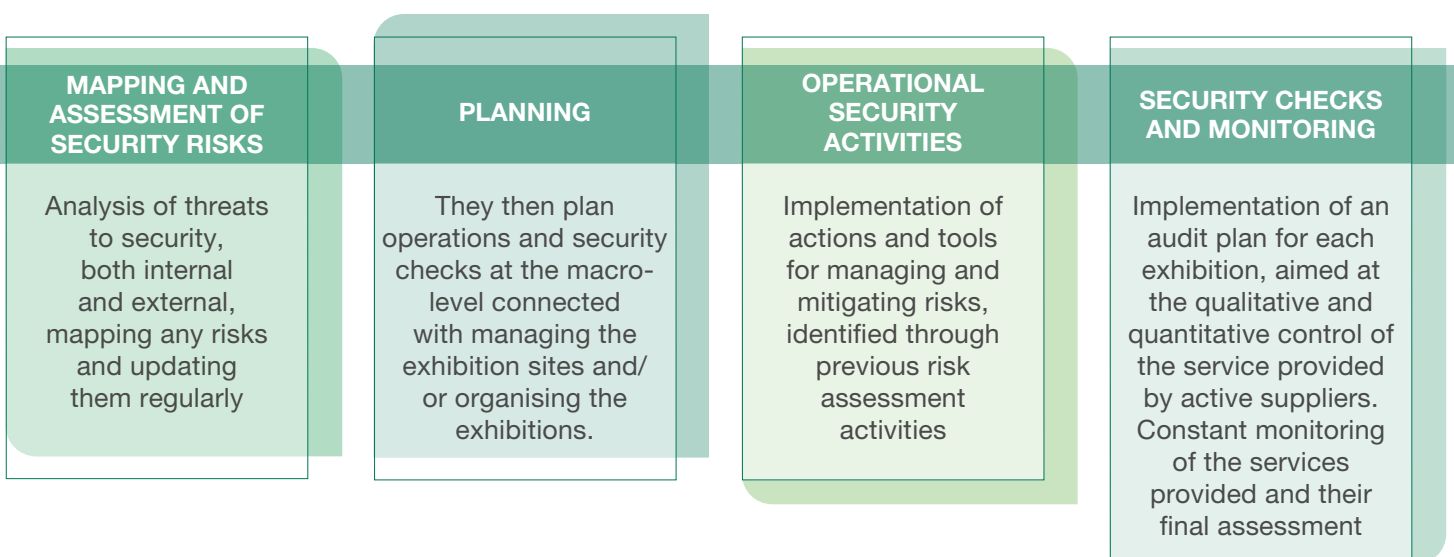 MAPPING AND
ASSESSMENT OF
SECURITY RISKS
Analysis of threats
to security,
both internal
and external,
mapping any risks
and updating
them regularly
PLANNING
They then plan
operations and security
checks at the macro-
level connected
with managing the
exhibition sites and/
or organising the
exhibitions.
OPERATIONAL
SECURITY
ACTIVITIES
Implementation of
actions and tools
for managing and
mitigating risks,
identified through
previous risk
assessment
activities
SECURITY CHECKS
AND MONITORING
Implementation of an
audit plan for each
exhibition, aimed at
the qualitative and
quantitative control of
the service provided
by active suppliers.
Constant monitoring
of the services
provided and their
final assessment